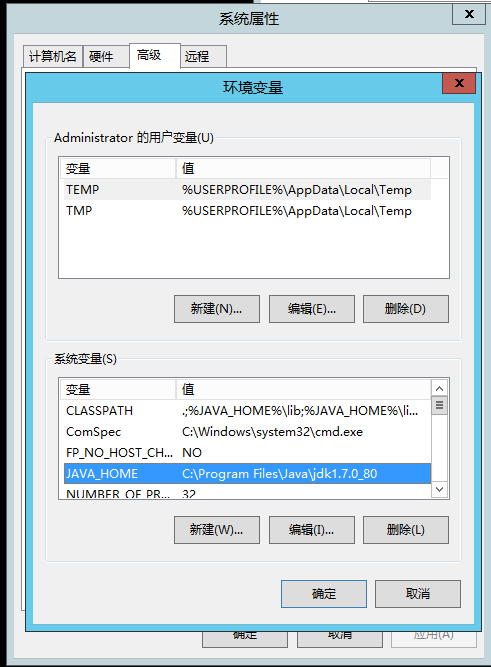 系统属性
x
计算机名 硬件 高级 远程
环境变量
x
Administrator 的用户变量(U)
变量 值
TEMP %USERPROFILE%\AppData\Local\Temp
TMP %USERPROFILE%\AppData\Local\Temp
新建(N)... 编辑(E)... 删除(D)
系统变量(S)
变量 值
CLASSPATH .;%JAVA_HOME%\lib;%JAVA_HOME%\li...
ComSpec C:\Windows\system32\cmd.exe
FP_NO_HOST_CH... NO
JAVA_HOME C:\Program Files\Java\jdk1.7.0_80
NUMBER_OF_PR... 32
新建(W)... 编辑(I)... 删除(L)
确定 取消
确定 取消 应用(A)